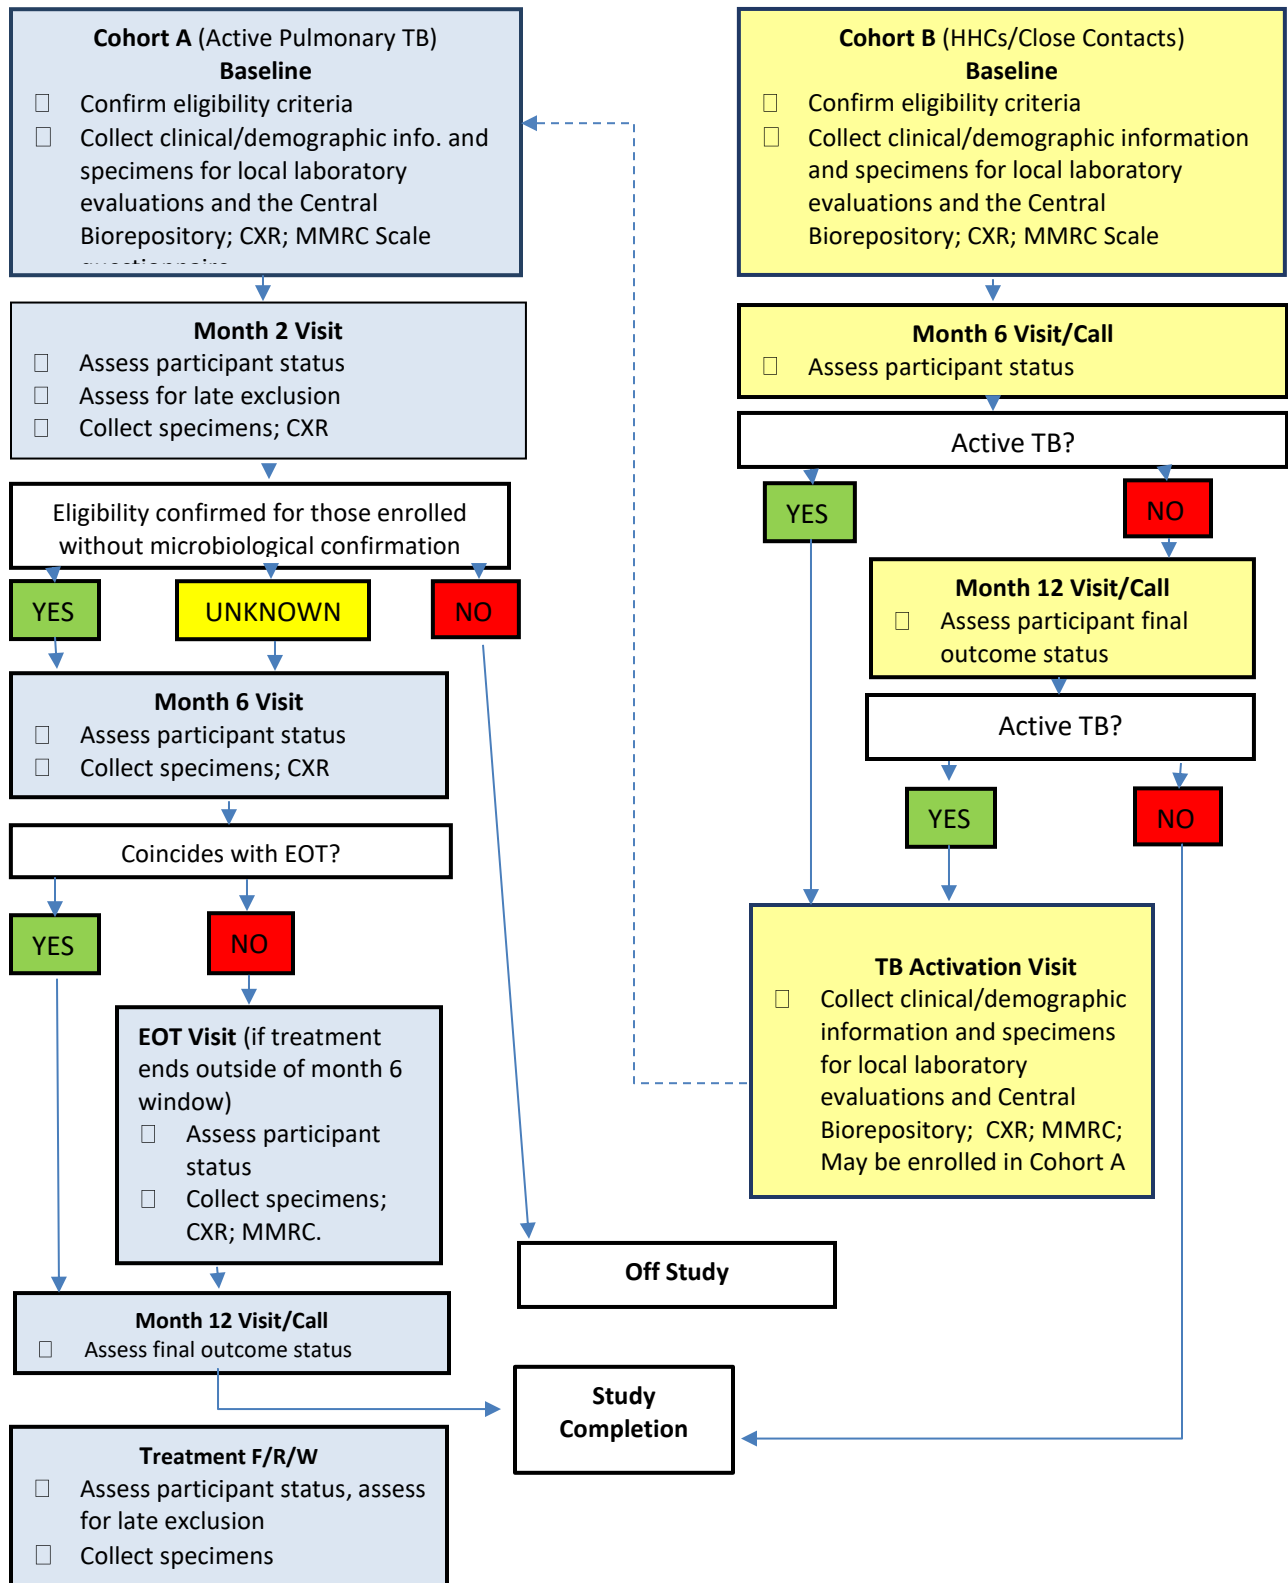 Cohort A (Active Pulmonary TB)
Baseline
Confirm eligibility criteria
Collect clinical/demographic info. and
specimens for local laboratory
evaluations and the Central
Biorepository; CXR; MMRC Scale
Month 2 Visit
Assess participant status
Assess for late exclusion
Collect specimens; CXR
Eligibility confirmed for those enrolled
without microbiological confirmation
YES
UNKNOWN
NO
Month 6 Visit
Assess participant status
Collect specimens; CXR
Coincides with EOT?
YES
NO
EOT Visit (if treatment
ends outside of month 6
window)
Assess participant
status
Collect specimens;
CXR; MMRC.
Month 12 Visit/Call
Assess final outcome status
Treatment F/R/W
Assess participant status, assess
for late exclusion
Collect specimens
Cohort B (HHCs/Close Contacts)
Baseline
Confirm eligibility criteria
Collect clinical/demographic information
and specimens for local laboratory
evaluations and the Central
Biorepository; CXR; MMRC Scale
Month 6 Visit/Call
Assess participant status
Active TB?
YES
NO
Month 12 Visit/Call
Assess participant final
outcome status
Active TB?
YES
NO
TB Activation Visit
Collect clinical/demographic
information and specimens
for local laboratory
evaluations and Central
Biorepository; CXR; MMRC;
May be enrolled in Cohort A
Off Study
Study
Completion